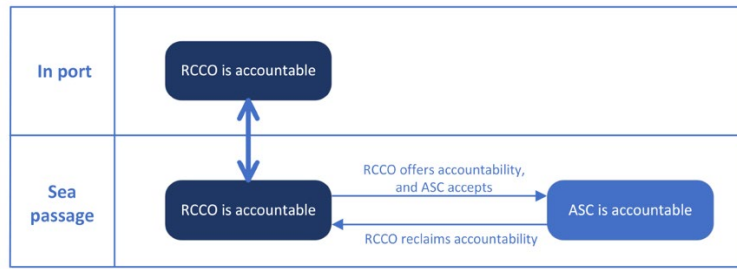 In port
RCCO is accountable
Sea
passage
RCCO is accountable
RCCO offers accountability,
and ASC accepts
RCCO reclaims accountability
ASC is accountable